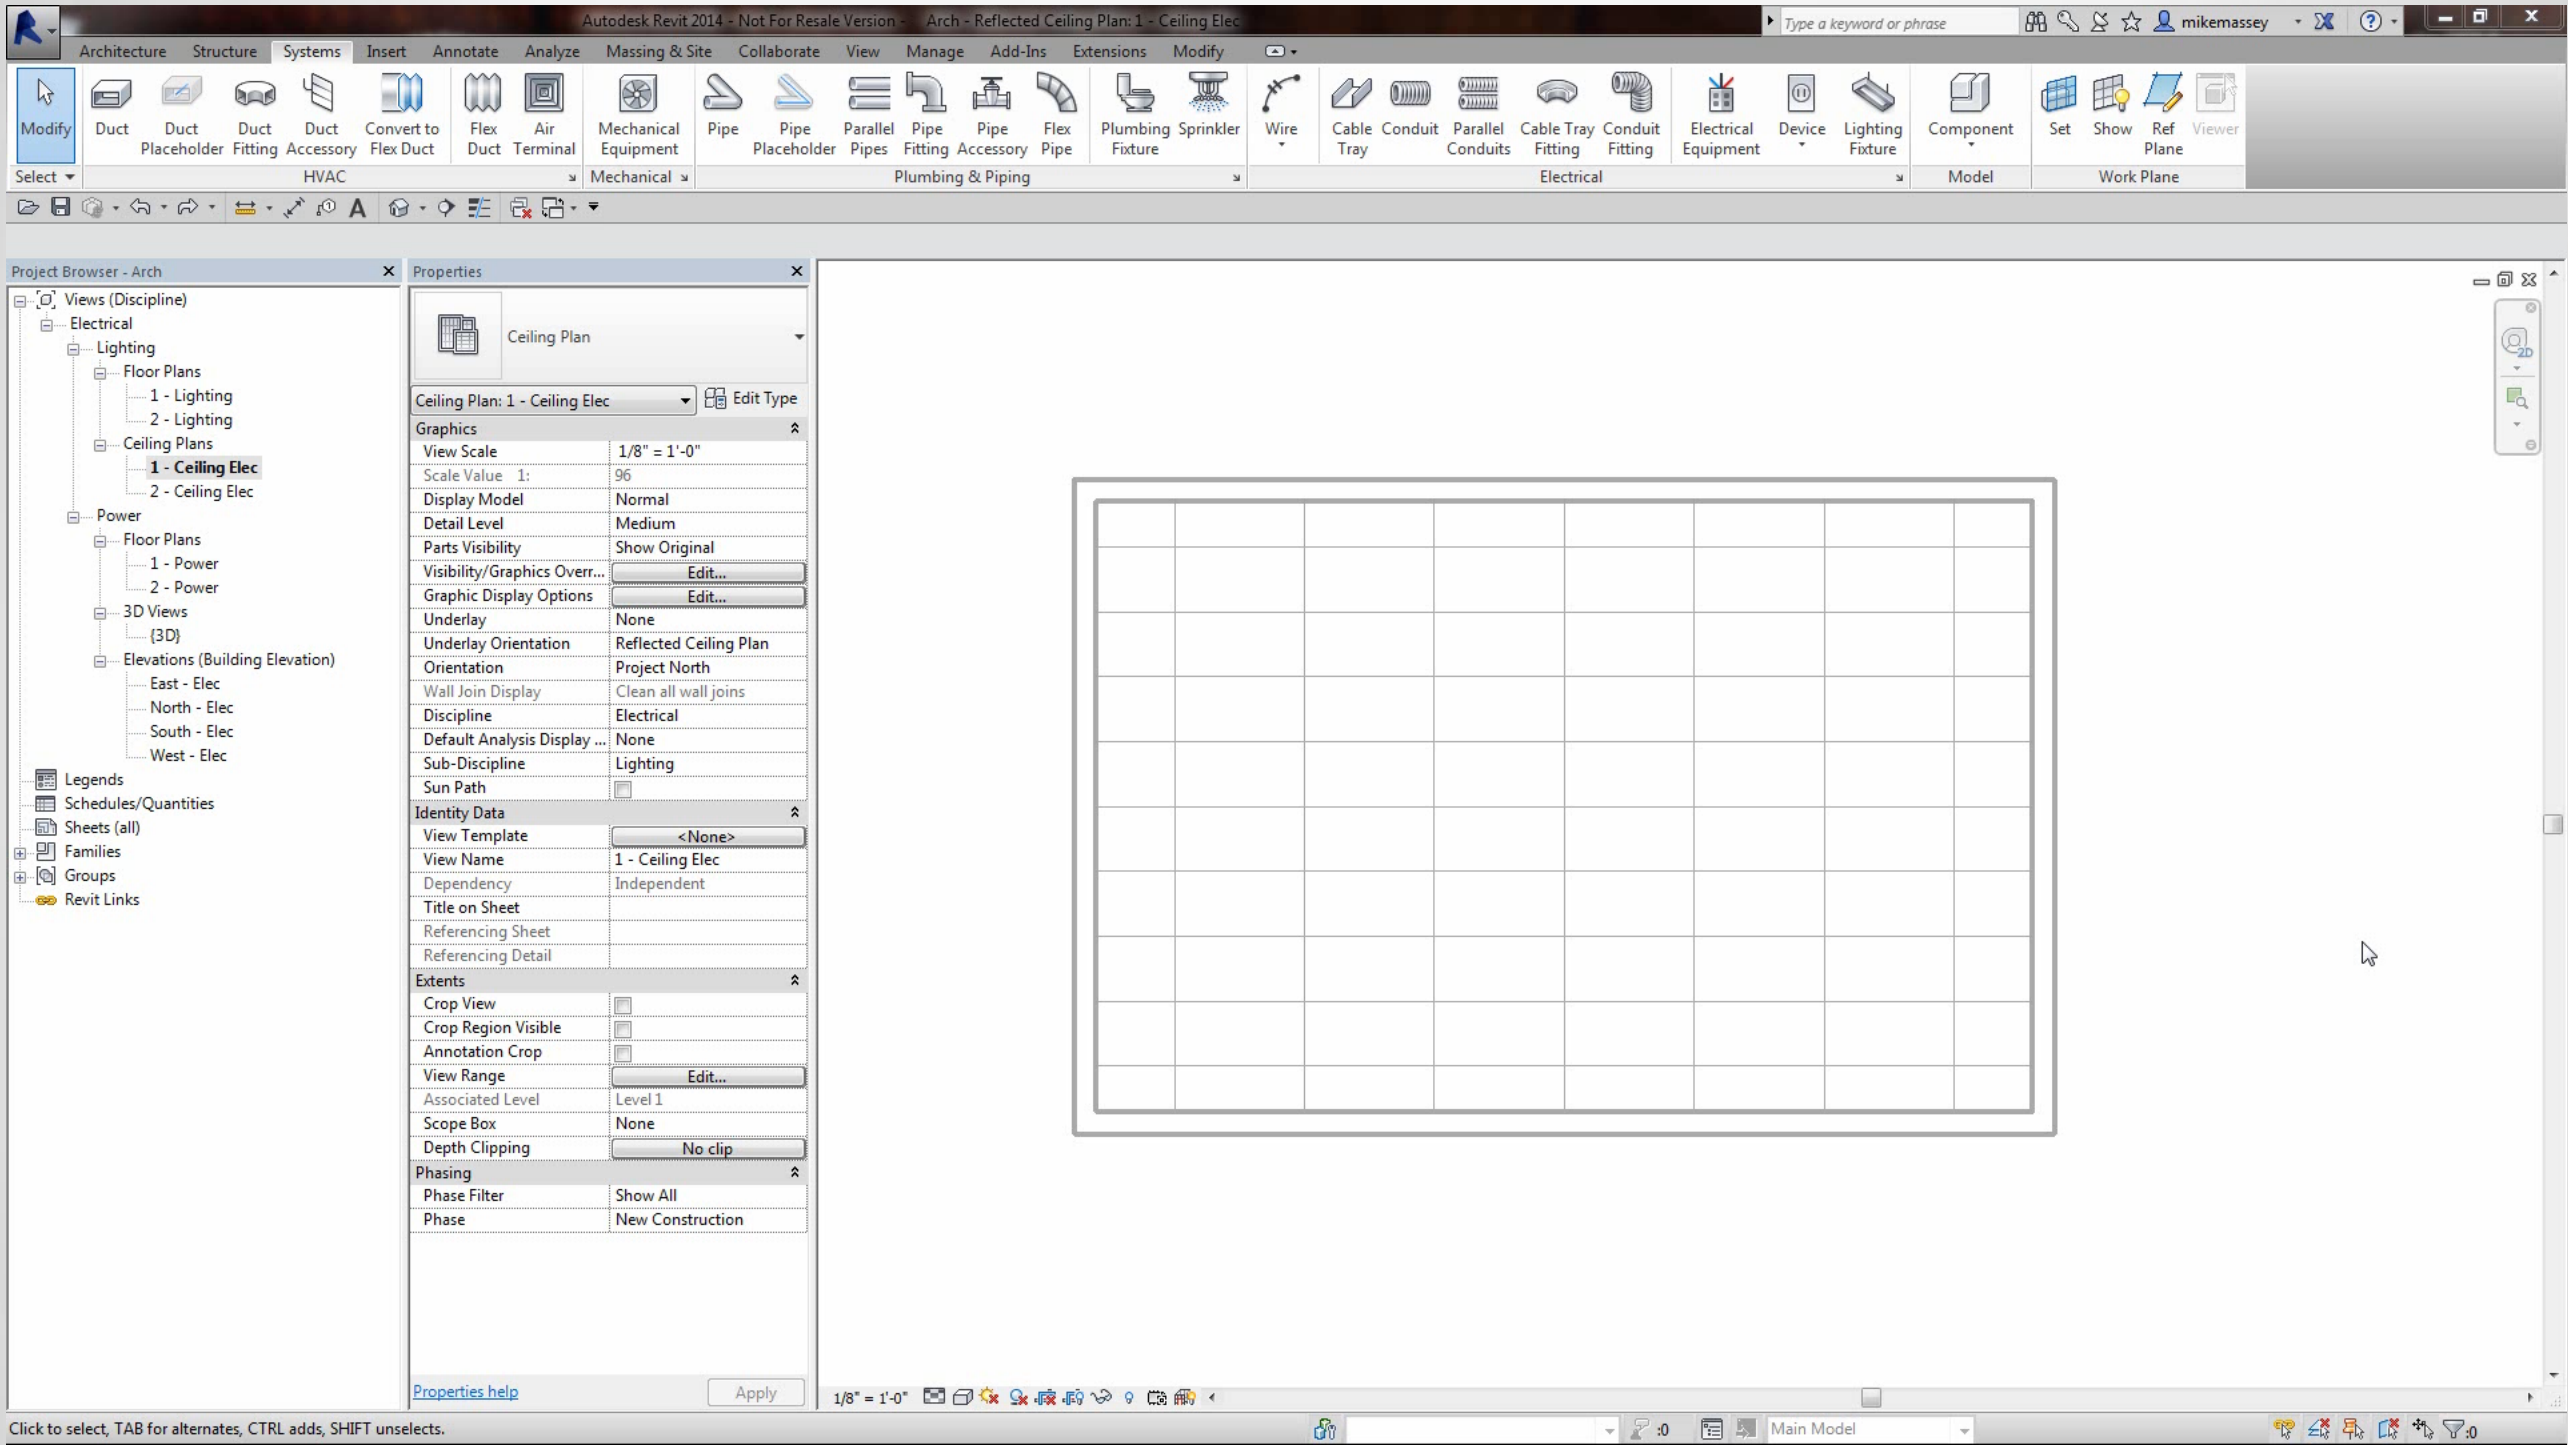 Autodesk Revit 2014 - Not For Resale Version - Arch - Reflected Ceiling Plan: 1 - Ceiling Elec
Type a keyword or phrase
mikemassey
Architecture Structure Systems Insert Annotate Analyze Massing & Site Collaborate View Manage Add-Ins Extensions Modify
Modify
Duct
Duct Placeholder
Duct Fitting
Duct Accessory
Convert to Flex Duct
Flex Duct
Air Terminal
Mechanical Equipment
Pipe
Pipe Placeholder
Parallel Pipes
Pipe Fitting
Pipe Accessory
Flex Pipe
Plumbing Fixture
Sprinkler
Wire
Cable Tray
Conduit
Parallel Conduits
Cable Tray Fitting
Conduit Fitting
Electrical Equipment
Device
Lighting Fixture
Component
Set
Show
Ref Plane
Viewer
Select HVAC Mechanical Plumbing & Piping Electrical Model Work Plane
A
Project Browser - Arch
Views (Discipline)
Electrical
Lighting
Floor Plans
1 - Lighting
2 - Lighting
Ceiling Plans
1 - Ceiling Elec
2 - Ceiling Elec
Power
Floor Plans
1 - Power
2 - Power
3D Views
{3D}
Elevations (Building Elevation)
East - Elec
North - Elec
South - Elec
West - Elec
Legends
Schedules/Quantities
Sheets (all)
Families
Groups
Revit Links
Properties
Ceiling Plan
Ceiling Plan: 1 - Ceiling Elec Edit Type
Graphics
View Scale 1/8" = 1'-0"
Scale Value 1: 96
Display Model Normal
Detail Level Medium
Parts Visibility Show Original
Visibility/Graphics Overr... Edit...
Graphic Display Options Edit...
Underlay None
Underlay Orientation Reflected Ceiling Plan
Orientation Project North
Wall Join Display Clean all wall joins
Discipline Electrical
Default Analysis Display ... None
Sub-Discipline Lighting
Sun Path
Identity Data
View Template <None>
View Name 1 - Ceiling Elec
Dependency Independent
Title on Sheet
Referencing Sheet
Referencing Detail
Extents
Crop View
Crop Region Visible
Annotation Crop
View Range Edit...
Associated Level Level 1
Scope Box None
Depth Clipping No clip
Phasing
Phase Filter Show All
Phase New Construction
Properties help Apply
2D
1/8" = 1'-0"
Click to select, TAB for alternates, CTRL adds, SHIFT unselects.
:0
Main Model
:0